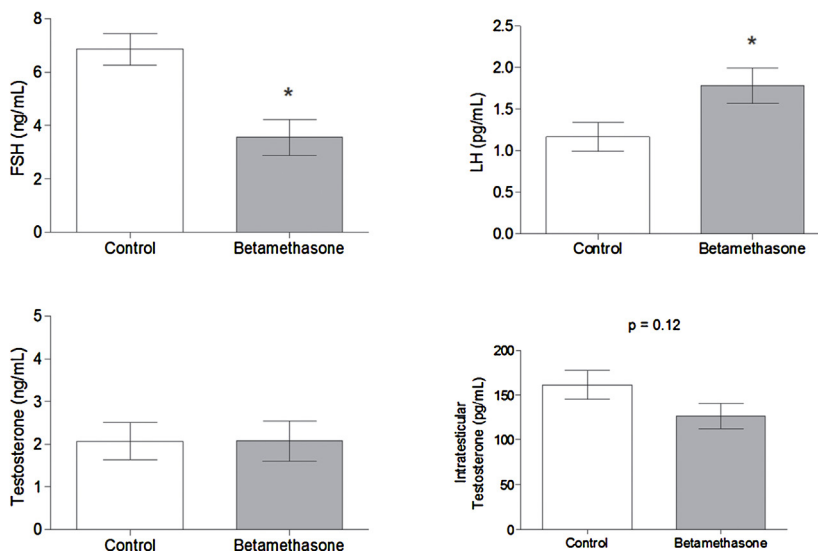 8
6
4
2
0
FSH (ng/mL)
*
Control
Betamethasone
2.5
2.0
1.5
1.0
0.5
0.0
LH (pg/mL)
*
Control
Betamethasone
5
4
3
2
1
0
Testosterone (ng/mL)
Control
Betamethasone
p = 0.12
200
150
100
50
0
Intratesticular
Testosterone (pg/mL)
Control
Betamethasone